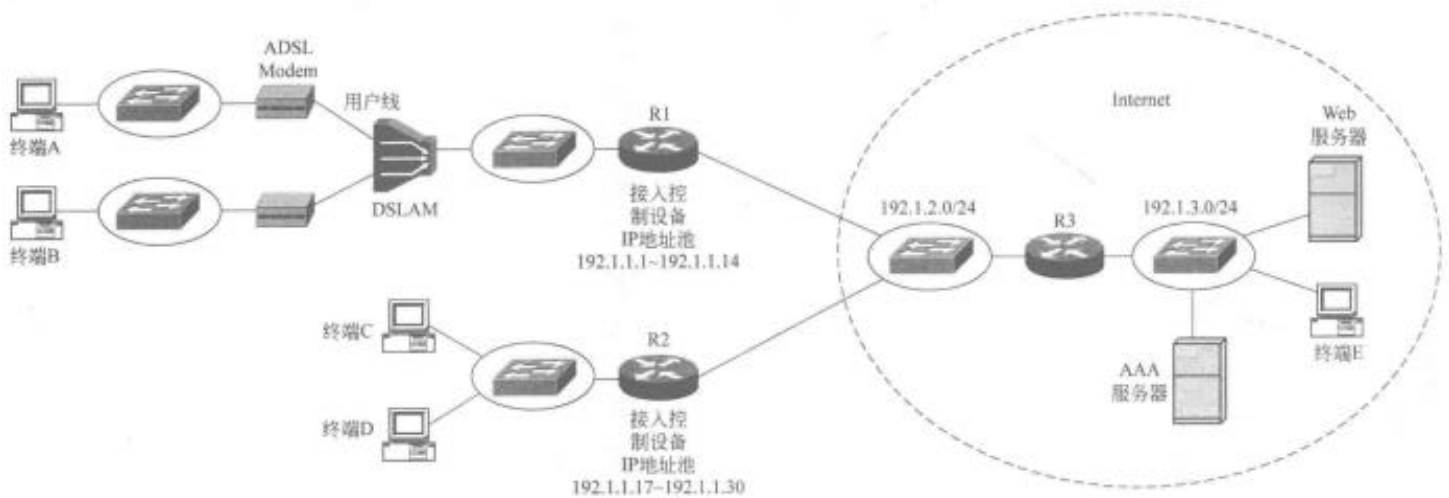 ADSL
Modem
用户线
终端A
DSLAM
终端B
R1
接入控
制设备
IP地址池
192.1.1.1~192.1.1.14
终端C
终端D
R2
接入控
制设备
IP地址池
192.1.1.17~192.1.1.30
Internet
192.1.2.0/24
R3
192.1.3.0/24
Web
服务器
终端E
AAA
服务器